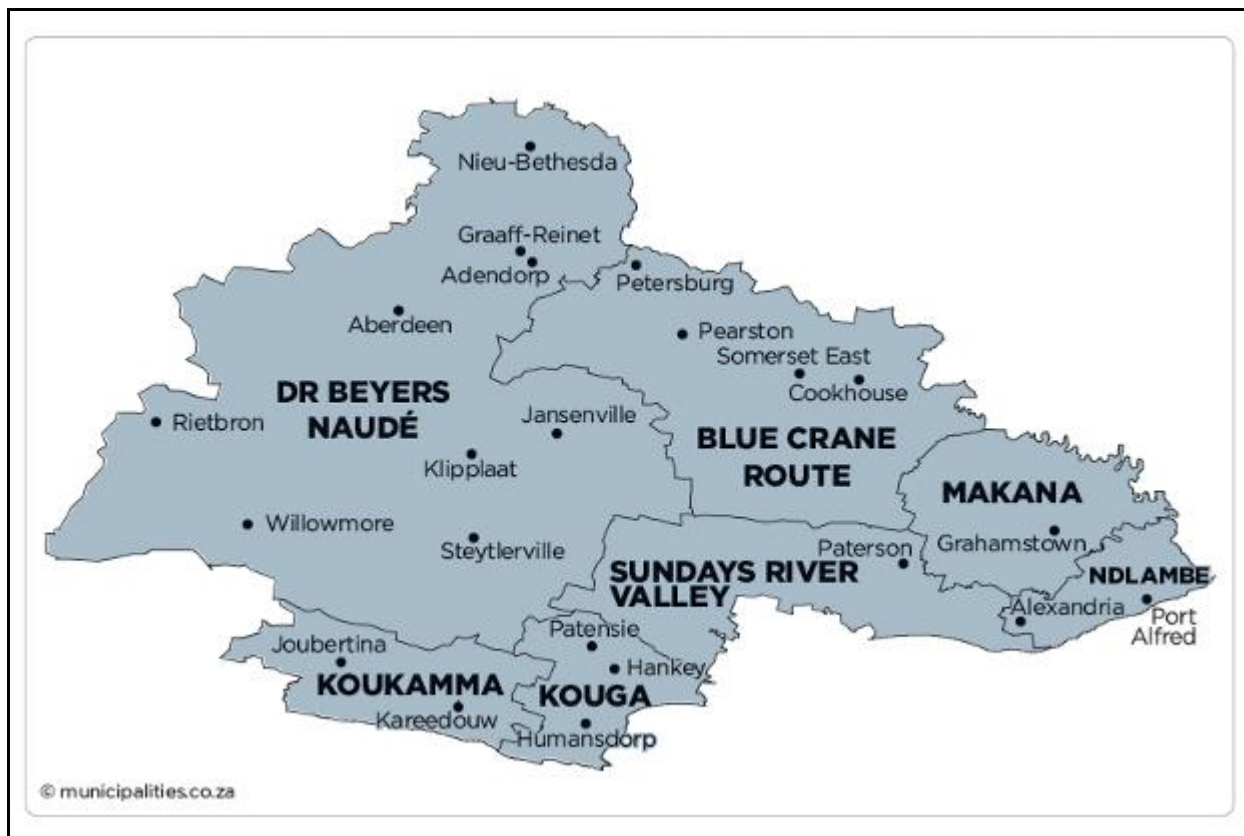 Nieu-Bethesda
Graaff-Reinet
Adendorp
Petersburg
Aberdeen
Pearston
Somerset East
Cookhouse
DR BEYERS
NAUDÉ
Rietbron
Jansenville
BLUE CRANE
ROUTE
Klipplaat
MAKANA
Willowmore
Steytlerville
Grahamstown
Paterson
SUNDAYS RIVER
VALLEY
NDLAMBE
Alexandria
Port
Alfred
Patensie
Joubertina
Hankey
KOUKAMMA
KOUGA
Kareedouw
Humansdorp
© municipalities.co.za